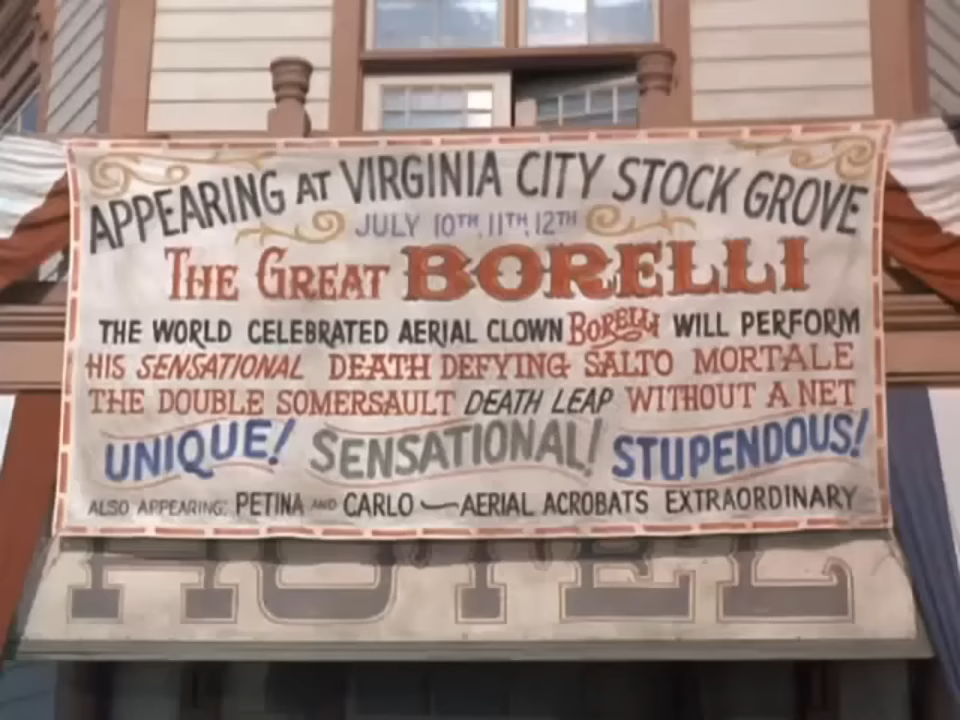 APPEARING AT VIRGINIA CITY STOCK GROVE
JULY 10TH, 11TH, 12TH
THE GREAT BORELLI
THE WORLD CELEBRATED AERIAL CLOWN BORELLI WILL PERFORM
HIS SENSATIONAL DEATH DEFYING SALTO MORTALE
THE DOUBLE SOMERSAULT DEATH LEAP WITHOUT A NET
UNIQUE! SENSATIONAL! STUPENDOUS!
ALSO APPEARING: PETINA AND CARLO — AERIAL ACROBATS EXTRAORDINARY
HOTEL